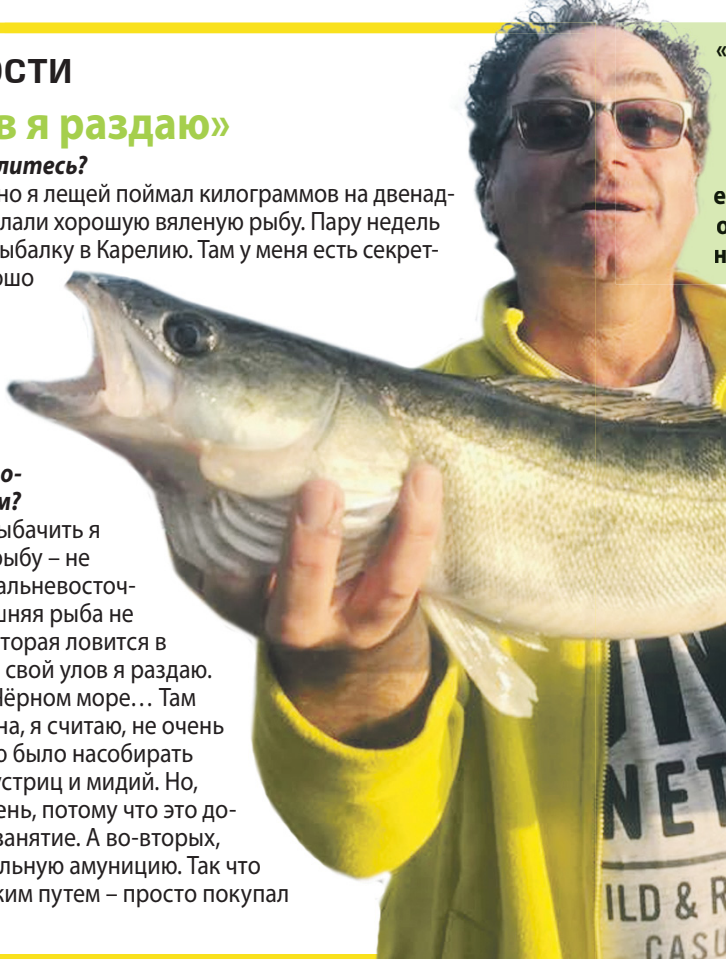 ости
в я раздаю»
литесь?
но я лещей поймал килограммов на двенад-
лали хорошую вяленую рыбу. Пару недель
ыбалку в Карелию. Там у меня есть секрет-
ошо
о-
м?
ыбачить я
рыбу – не
альневосточ-
шняя рыба не
оторая ловится в
свой улов я раздаю.
Чёрном море… Там
на, я считаю, не очень
о было насобирать
устриц и мидий. Но,
ень, потому что это до-
занятие. А во-вторых,
льную амуницию. Так что
ким путем – просто покупал
«
е
о
н
NET
ILD & R
CASU